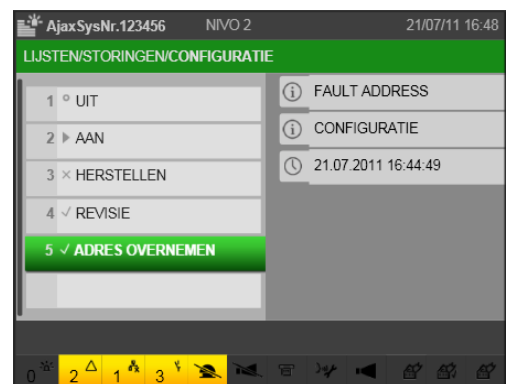 AjaxSysNr.123456 NIVO 2 21/07/11 16:48
LIJSTEN/STORINGEN/CONFIGURATIE
1 ° UIT
2 ▶ AAN
3 × HERSTELLEN
4 ✓ REVISIE
5 ✓ ADRES OVERNEMEN
FAULT ADDRESS
CONFIGURATIE
21.07.2011 16:44:49
0 2 1 3